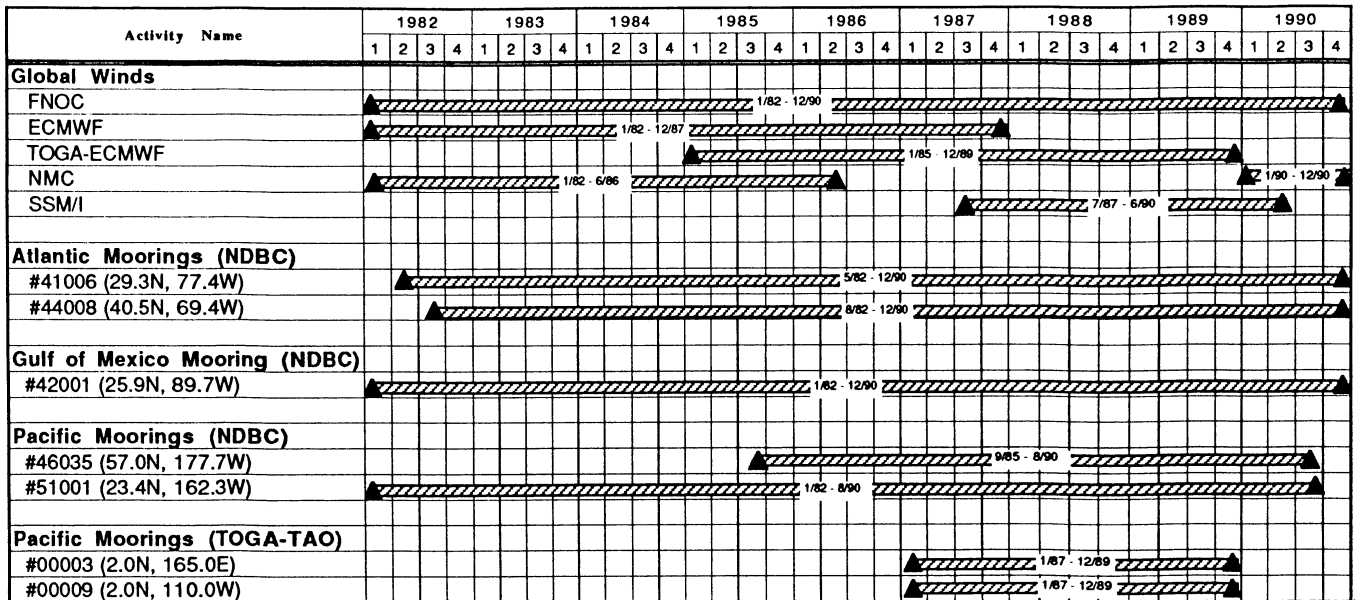 Activity Name 1982 1983 1984 1985 1986 1987 1988 1989 1990
1 2 3 4 1 2 3 4 1 2 3 4 1 2 3 4 1 2 3 4 1 2 3 4 1 2 3 4 1 2 3 4 1 2 3 4
Global Winds
FNOC 1/82 - 12/90
ECMWF 1/82 - 12/87
TOGA-ECMWF 1/85 - 12/89
NMC 1/82 - 6/86 1/90 - 12/90
SSM/I 7/87 - 6/90
Atlantic Moorings (NDBC)
#41006 (29.3N, 77.4W) 5/82 - 12/90
#44008 (40.5N, 69.4W) 8/82 - 12/90
Gulf of Mexico Mooring (NDBC)
#42001 (25.9N, 89.7W) 1/82 - 12/90
Pacific Moorings (NDBC)
#46035 (57.0N, 177.7W) 9/85 - 8/90
#51001 (23.4N, 162.3W) 1/82 - 8/90
Pacific Moorings (TOGA-TAO)
#00003 (2.0N, 165.0E) 1/87 - 12/89
#00009 (2.0N, 110.0W) 1/87 - 12/89